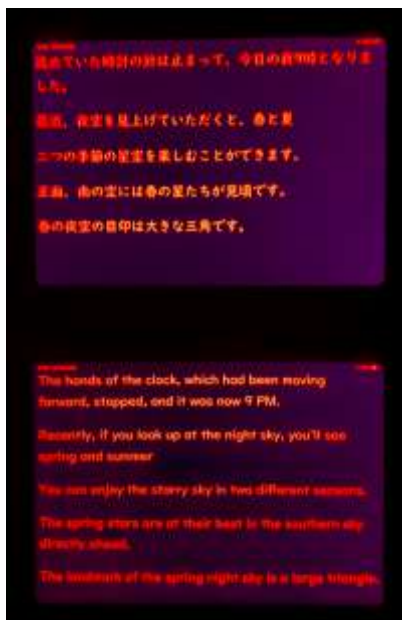 進めていた時計の針は止まって、今日の夜9時となりま
した。
最近、夜空を見上げていただくと、春と夏
二つの季節の星空を楽しむことができます。
正面、南の空には春の星たちが見頃です。
春の夜空の目印は大きな三角です。
The hands of the clock, which had been moving
forward, stopped, and it was now 9 PM.
Recently, if you look up at the night sky, you'll see
spring and summer
You can enjoy the starry sky in two different seasons.
The spring stars are at their best in the southern sky
directly ahead.
The landmark of the spring night sky is a large triangle.